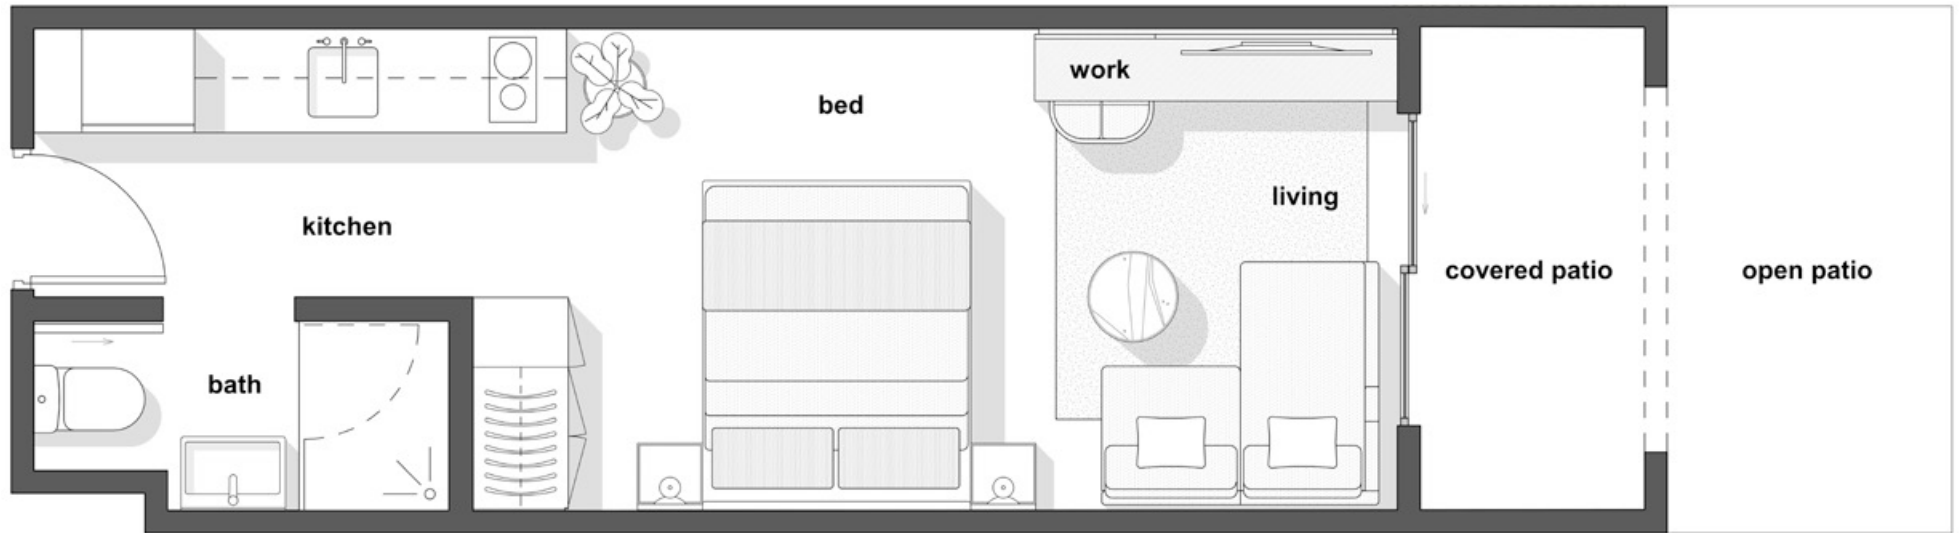 work
bed
living
kitchen
covered patio
open patio
bath